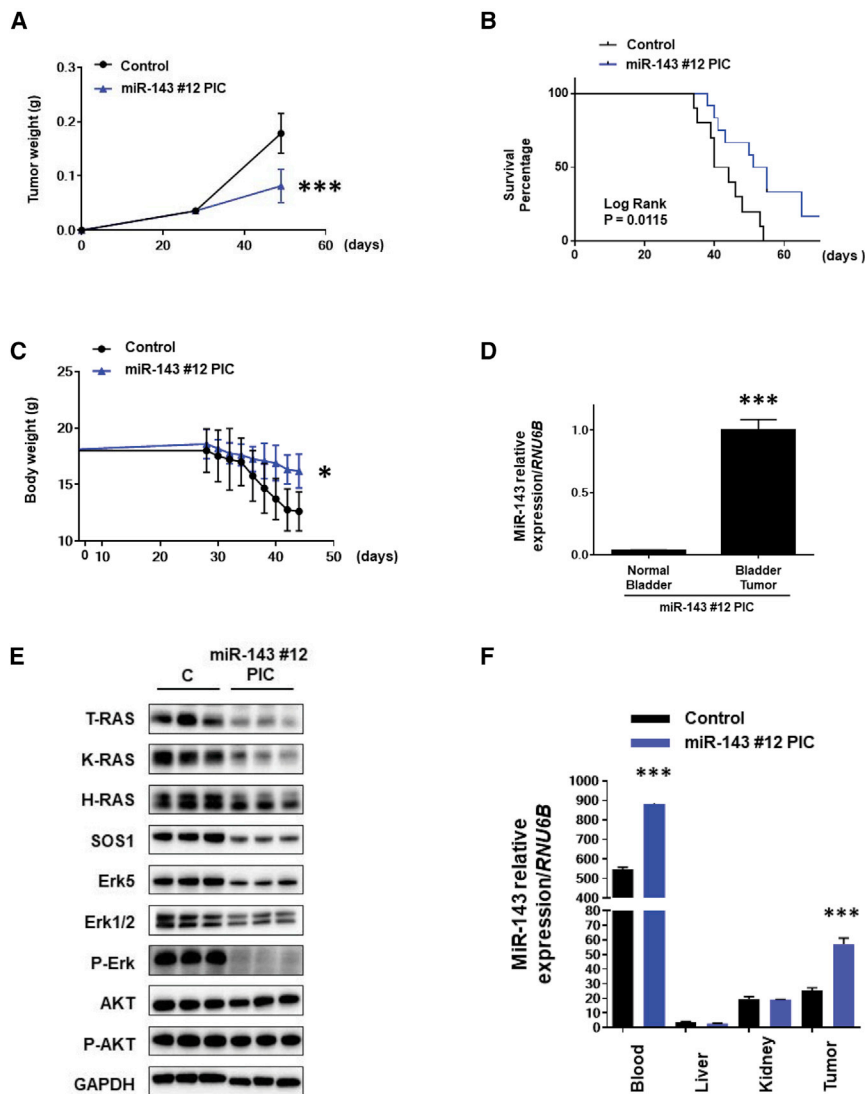 A
Control
miR-143 #12 PIC
Tumor weight (g)
0.3
0.2
0.1
0.0
0 20 40 60 (days)
***
B
Control
miR-143 #12 PIC
Survival
Percentage
100
50
0
Log Rank
P = 0.0115
0 20 40 60 (days )
C
Control
miR-143 #12 PIC
Body weight (g)
25
20
15
10
0 10 20 30 40 50 (days)
*
D
MiR-143 relative
expression/RNU6B
1.0
0.5
0.0
***
Normal
Bladder
Bladder
Tumor
miR-143 #12 PIC
E
miR-143 #12
C PIC
T-RAS
K-RAS
H-RAS
SOS1
Erk5
Erk1/2
P-Erk
AKT
P-AKT
GAPDH
F
Control
miR-143 #12 PIC
MiR-143 relative
expression/RNU6B
1000
900
800
700
600
500
400
80
70
60
50
40
30
20
10
0
***
***
Blood
Liver
Kidney
Tumor